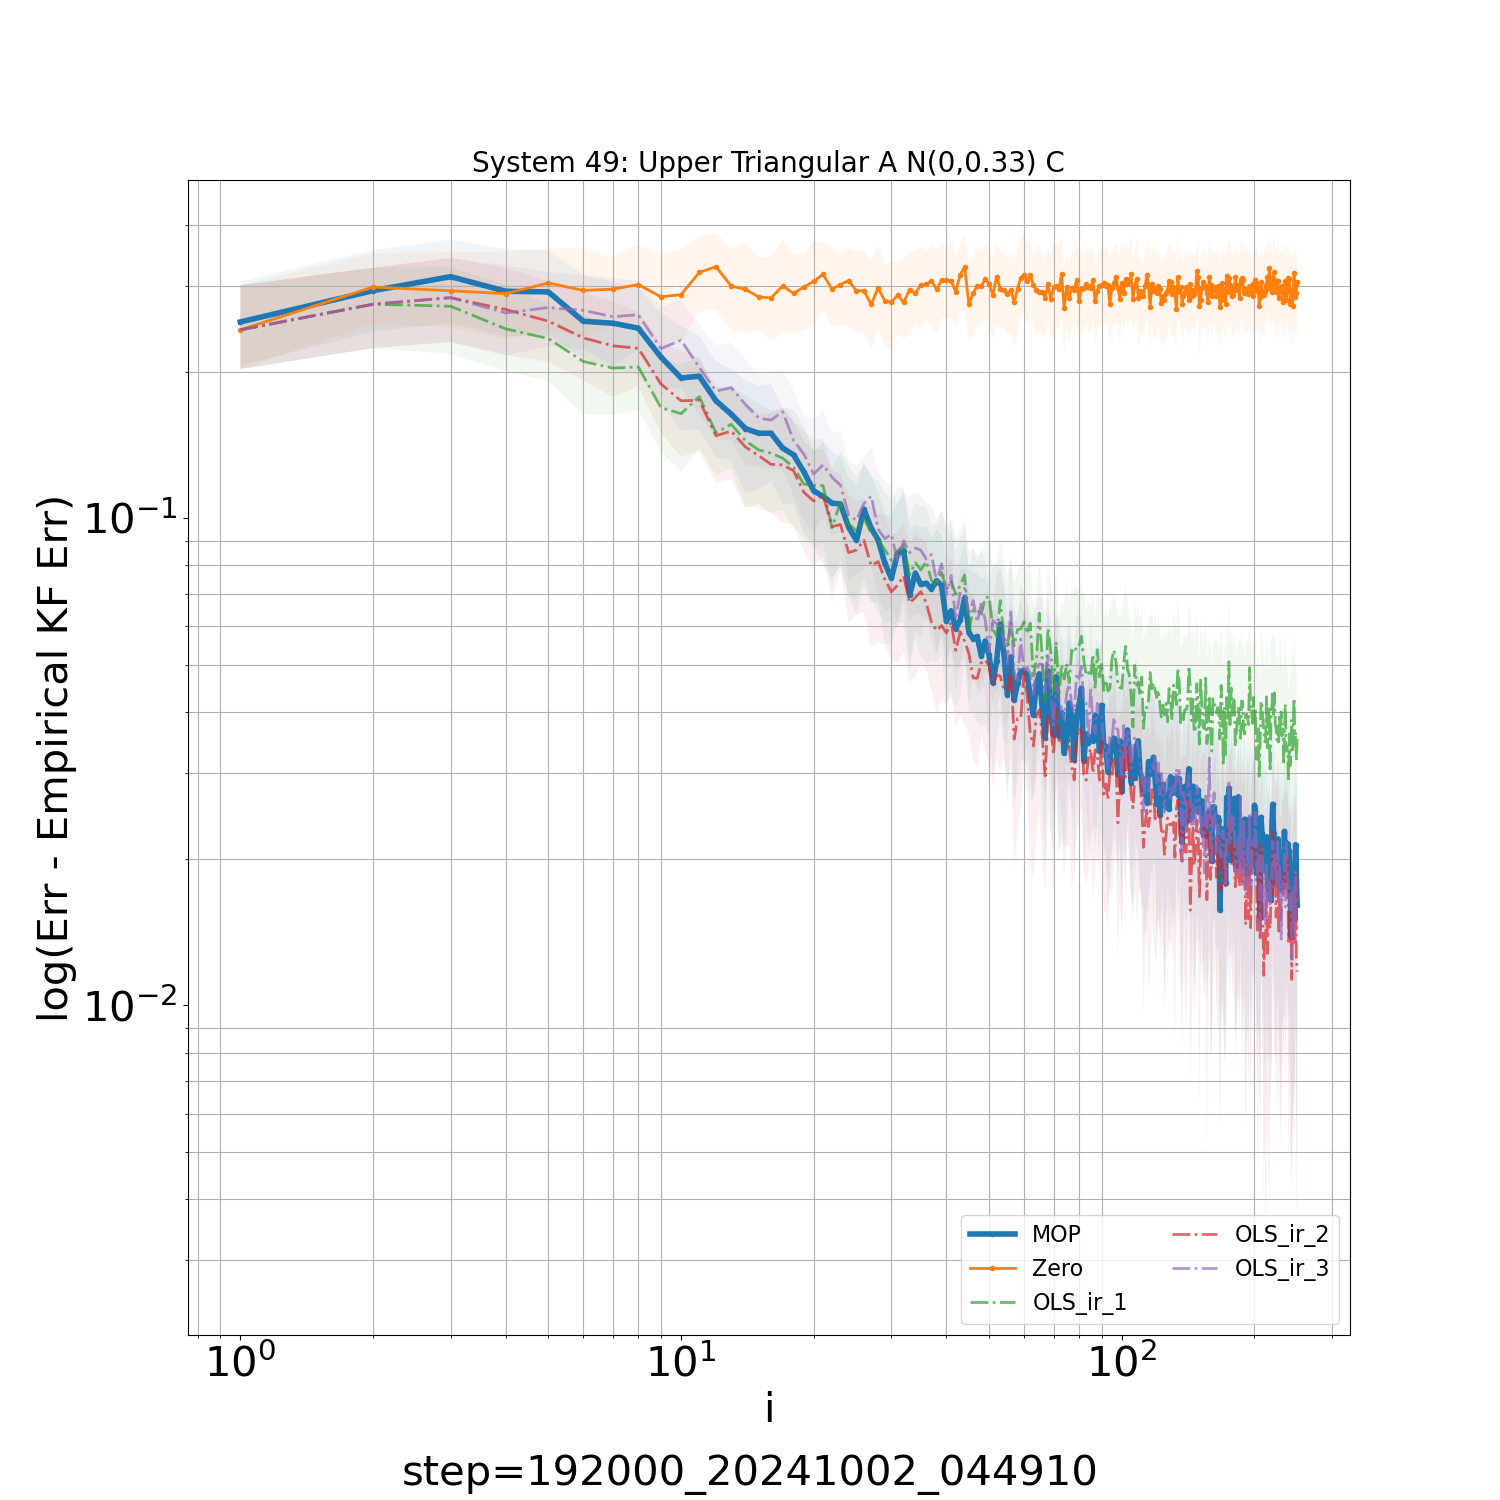 System 49: Upper Triangular A N(0,0.33) C
log(Err - Empirical KF Err)
10⁻¹
10⁻²
MOP
Zero
OLS_ir_1
OLS_ir_2
OLS_ir_3
10⁰ 10¹ 10²
i
step=192000_20241002_044910